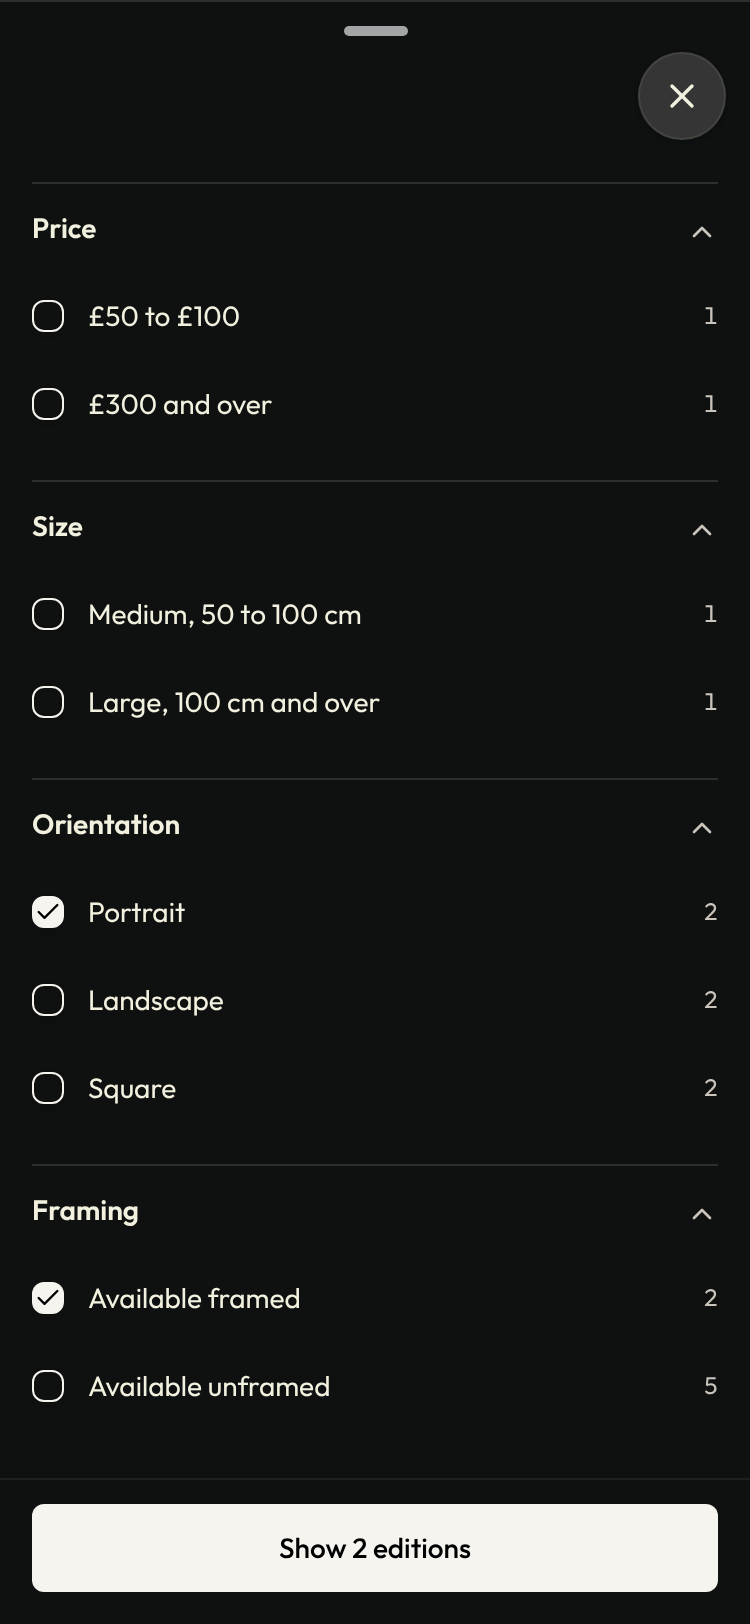 Price
£50 to £100 1
£300 and over 1
Size
Medium, 50 to 100 cm 1
Large, 100 cm and over 1
Orientation
Portrait 2
Landscape 2
Square 2
Framing
Available framed 2
Available unframed 5
Show 2 editions